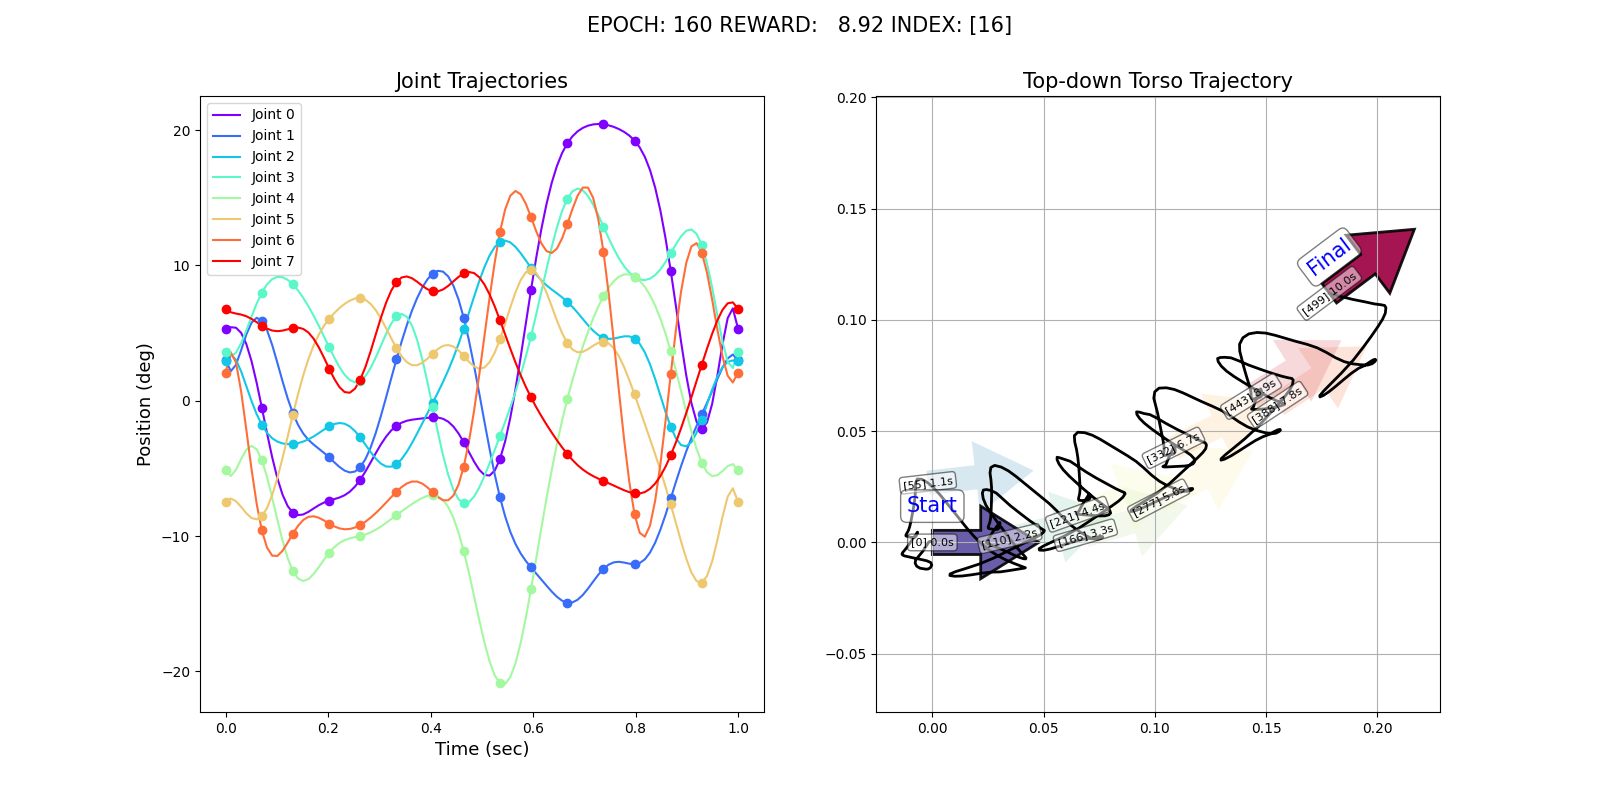 EPOCH: 160 REWARD:   8.92 INDEX: [16]
Joint Trajectories
Joint 0
Joint 1
Joint 2
Joint 3
Joint 4
Joint 5
Joint 6
Joint 7
Position (deg)
20
10
0
−10
−20
0.0
0.2
0.4
0.6
0.8
1.0
Time (sec)
Top-down Torso Trajectory
0.20
0.15
0.10
0.05
0.00
−0.05
0.00
0.05
0.10
0.15
0.20
Final
[499] 10.0s
[443] 8.9s
[388] 7.8s
[332] 6.7s
[277] 5.6s
[221] 4.4s
[166] 3.3s
[110] 2.2s
[55] 1.1s
Start
[0] 0.0s